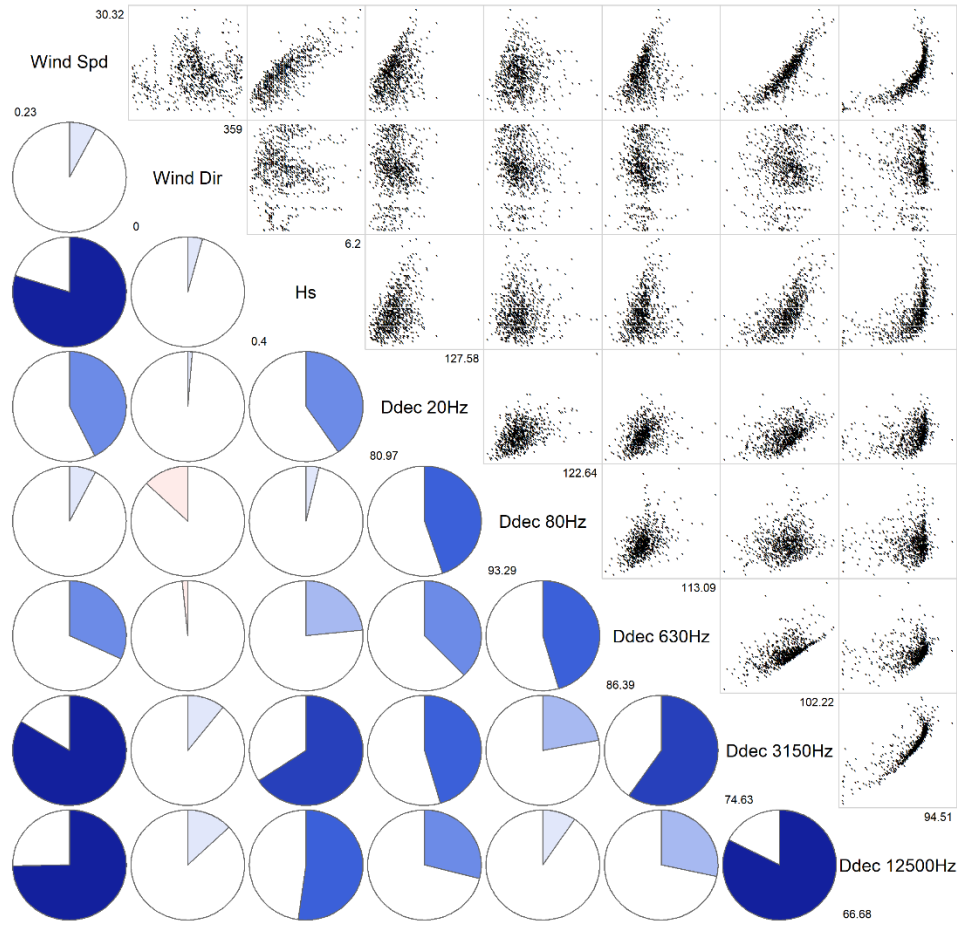 30.32
Wind Spd
0.23
359
Wind Dir
0
6.2
Hs
0.4
127.58
Ddec 20Hz
80.97
122.64
Ddec 80Hz
93.29
113.09
Ddec 630Hz
86.39
102.22
Ddec 3150Hz
74.63
94.51
Ddec 12500Hz
66.68